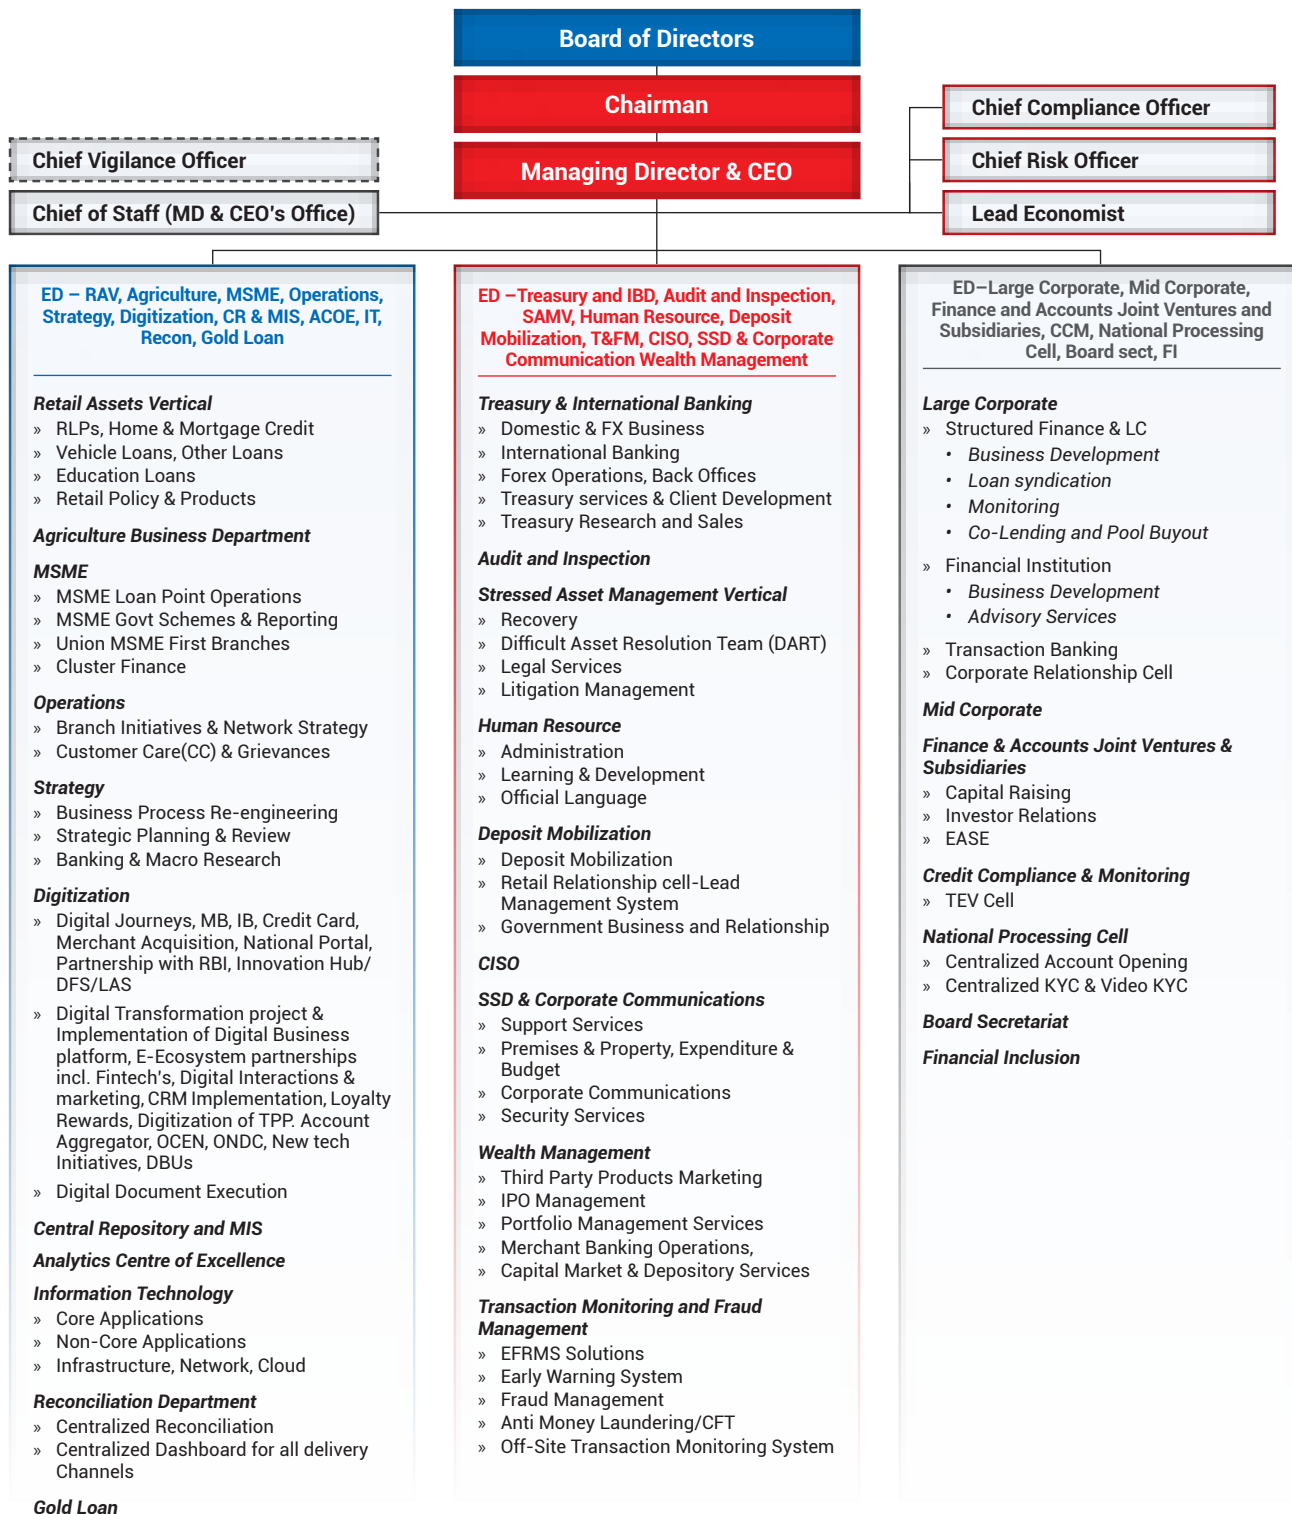 Board of Directors
Chairman
Managing Director & CEO
Chief Vigilance Officer
Chief of Staff (MD & CEO's Office)
Chief Compliance Officer
Chief Risk Officer
Lead Economist
ED – RAV, Agriculture, MSME, Operations,
Strategy, Digitization, CR & MIS, ACOE, IT,
Recon, Gold Loan
Retail Assets Vertical
» RLPs, Home & Mortgage Credit
» Vehicle Loans, Other Loans
» Education Loans
» Retail Policy & Products
Agriculture Business Department
MSME
» MSME Loan Point Operations
» MSME Govt Schemes & Reporting
» Union MSME First Branches
» Cluster Finance
Operations
» Branch Initiatives & Network Strategy
» Customer Care(CC) & Grievances
Strategy
» Business Process Re-engineering
» Strategic Planning & Review
» Banking & Macro Research
Digitization
» Digital Journeys, MB, IB, Credit Card,
Merchant Acquisition, National Portal,
Partnership with RBI, Innovation Hub/
DFS/LAS
» Digital Transformation project &
Implementation of Digital Business
platform, E-Ecosystem partnerships
incl. Fintech's, Digital Interactions &
marketing, CRM Implementation, Loyalty
Rewards, Digitization of TPP. Account
Aggregator, OCEN, ONDC, New tech
Initiatives, DBUs
» Digital Document Execution
Central Repository and MIS
Analytics Centre of Excellence
Information Technology
» Core Applications
» Non-Core Applications
» Infrastructure, Network, Cloud
Reconciliation Department
» Centralized Reconciliation
» Centralized Dashboard for all delivery
Channels
Gold Loan
ED –Treasury and IBD, Audit and Inspection,
SAMV, Human Resource, Deposit
Mobilization, T&FM, CISO, SSD & Corporate
Communication Wealth Management
Treasury & International Banking
» Domestic & FX Business
» International Banking
» Forex Operations, Back Offices
» Treasury services & Client Development
» Treasury Research and Sales
Audit and Inspection
Stressed Asset Management Vertical
» Recovery
» Difficult Asset Resolution Team (DART)
» Legal Services
» Litigation Management
Human Resource
» Administration
» Learning & Development
» Official Language
Deposit Mobilization
» Deposit Mobilization
» Retail Relationship cell-Lead
Management System
» Government Business and Relationship
CISO
SSD & Corporate Communications
» Support Services
» Premises & Property, Expenditure &
Budget
» Corporate Communications
» Security Services
Wealth Management
» Third Party Products Marketing
» IPO Management
» Portfolio Management Services
» Merchant Banking Operations,
» Capital Market & Depository Services
Transaction Monitoring and Fraud
Management
» EFRMS Solutions
» Early Warning System
» Fraud Management
» Anti Money Laundering/CFT
» Off-Site Transaction Monitoring System
ED–Large Corporate, Mid Corporate,
Finance and Accounts Joint Ventures and
Subsidiaries, CCM, National Processing
Cell, Board sect, FI
Large Corporate
» Structured Finance & LC
• Business Development
• Loan syndication
• Monitoring
• Co-Lending and Pool Buyout
» Financial Institution
• Business Development
• Advisory Services
» Transaction Banking
» Corporate Relationship Cell
Mid Corporate
Finance & Accounts Joint Ventures &
Subsidiaries
» Capital Raising
» Investor Relations
» EASE
Credit Compliance & Monitoring
» TEV Cell
National Processing Cell
» Centralized Account Opening
» Centralized KYC & Video KYC
Board Secretariat
Financial Inclusion